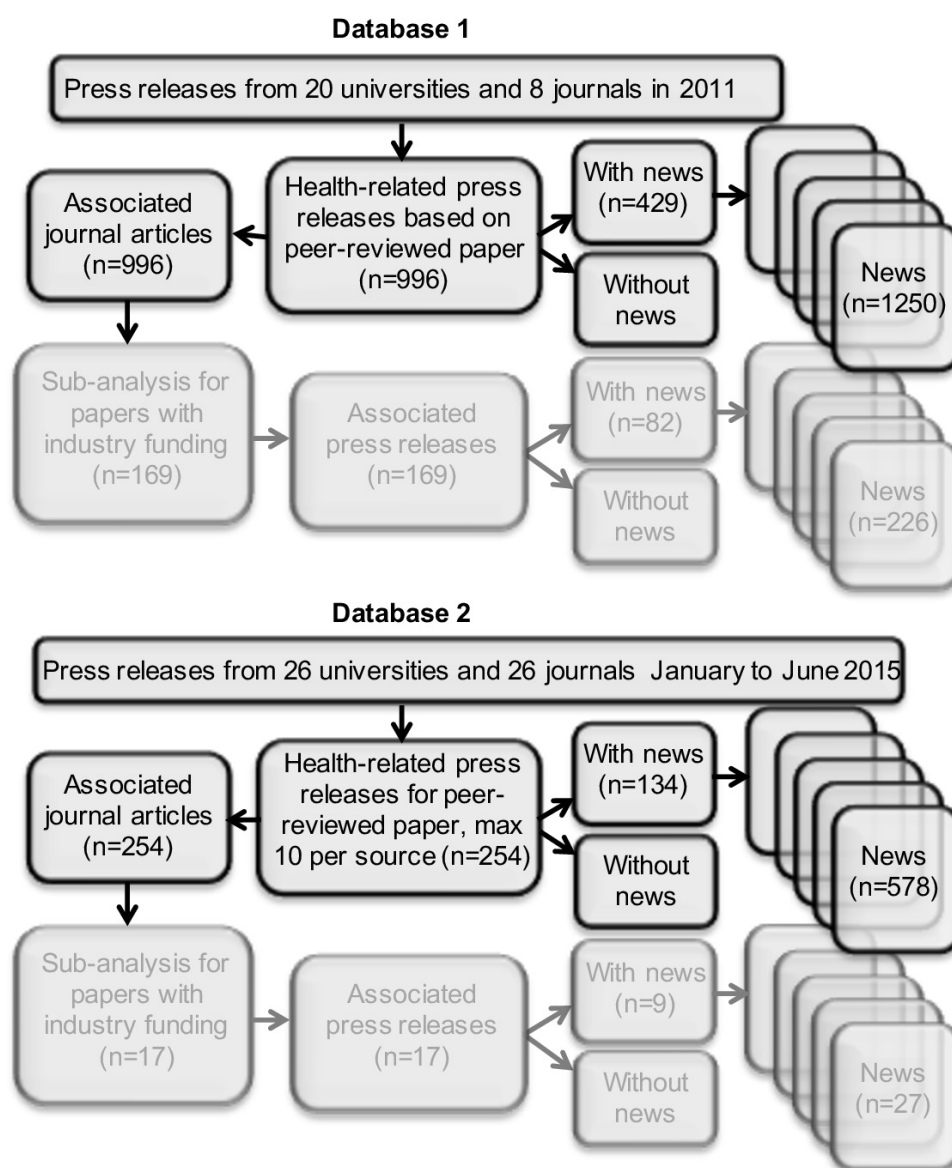 Database 1
Press releases from 20 universities and 8 journals in 2011
Associated
journal articles
(n=996)
Health-related press
releases based on
peer-reviewed paper
(n=996)
With news
(n=429)
Without
news
News
(n=1250)
Sub-analysis for
papers with
industry funding
(n=169)
Associated
press releases
(n=169)
With news
(n=82)
Without
news
News
(n=226)
Database 2
Press releases from 26 universities and 26 journals January to June 2015
Associated
journal articles
(n=254)
Health-related press
releases for peer-
reviewed paper, max
10 per source (n=254)
With news
(n=134)
Without
news
News
(n=578)
Sub-analysis for
papers with
industry funding
(n=17)
Associated
press releases
(n=17)
With news
(n=9)
Without
news
News
(n=27)